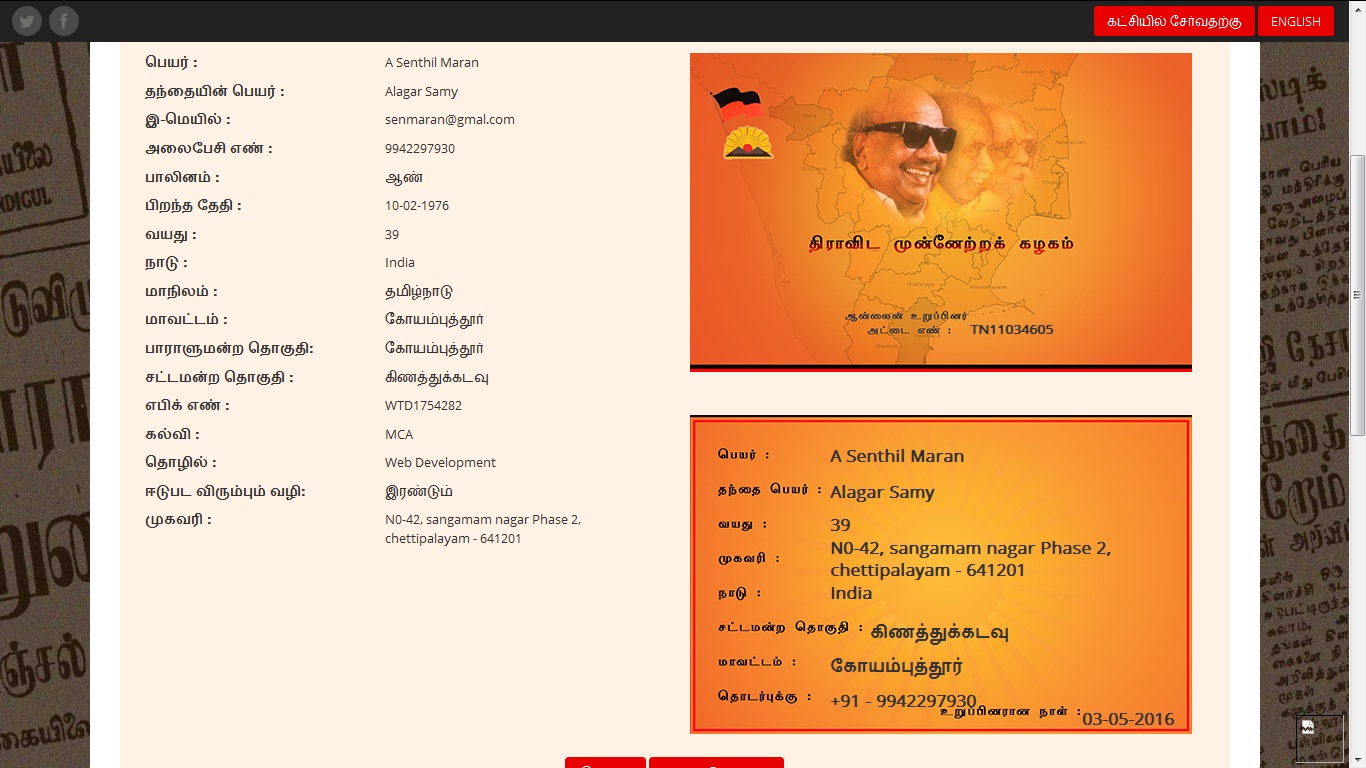 கட்சியில் சேர்வதற்கு ENGLISH
பெயர் : A Senthil Maran
தந்தையின் பெயர் : Alagar Samy
இ-மெயில் : senmaran@gmal.com
அலைபேசி எண் : 9942297930
பாலினம் : ஆண்
பிறந்த தேதி : 10-02-1976
வயது : 39
நாடு : India
மாநிலம் : தமிழ்நாடு
மாவட்டம் : கோயம்புத்தூர்
பாராளுமன்ற தொகுதி: கோயம்புத்தூர்
சட்டமன்ற தொகுதி : கிணத்துக்கடவு
எபிக் எண் : WTD1754282
கல்வி : MCA
தொழில் : Web Development
ஈடுபட விரும்பும் வழி: இரண்டும்
முகவரி : N0-42, sangamam nagar Phase 2,
chettipalayam - 641201
திராவிட முன்னேற்றக் கழகம்
ஆன்லைன் உறுப்பினர்
அட்டை எண் : TN11034605
பெயர் : A Senthil Maran
தந்தை பெயர் : Alagar Samy
வயது : 39
முகவரி : N0-42, sangamam nagar Phase 2,
chettipalayam - 641201
நாடு : India
சட்டமன்ற தொகுதி : கிணத்துக்கடவு
மாவட்டம் : கோயம்புத்தூர்
தொடர்புக்கு : +91 - 9942297930
உறுப்பினரான நாள் : 03-05-2016